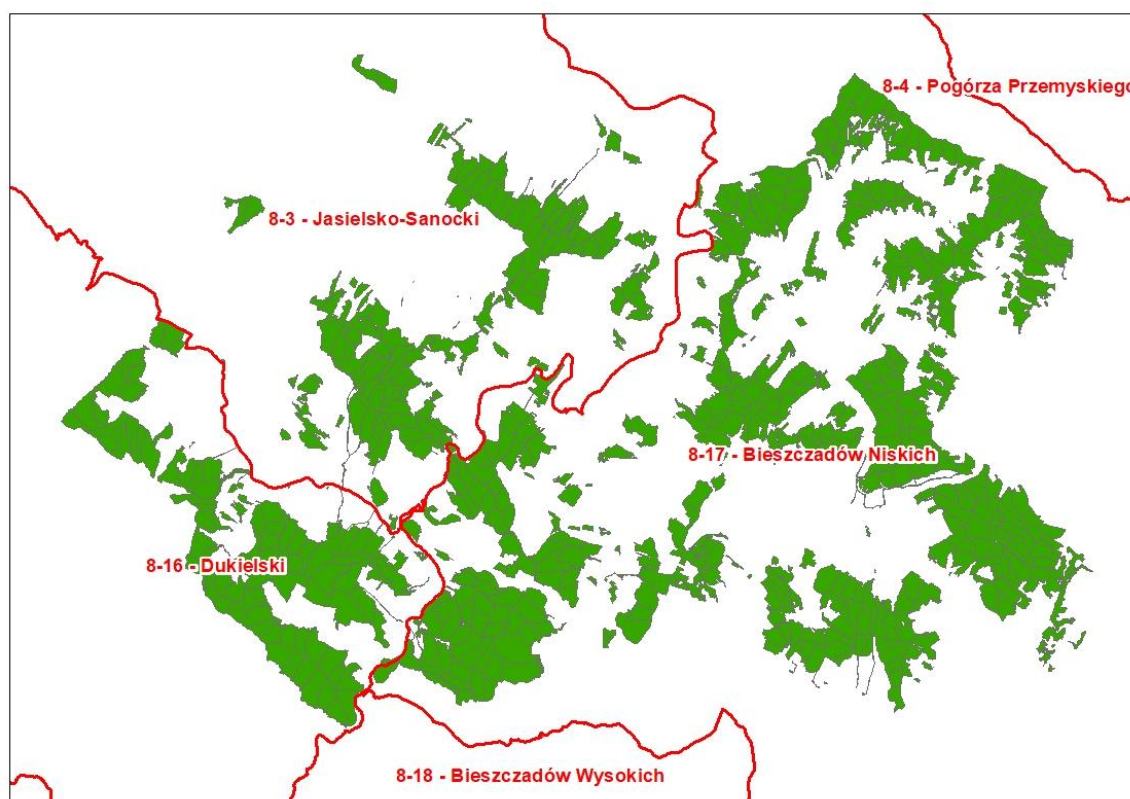 8-4 - Pogórza Przemyskiego
8-3 - Jasielsko-Sanocki
8-17 - Bieszczadów Niskich
8-16 - Dukielski
8-18 - Bieszczadów Wysokich